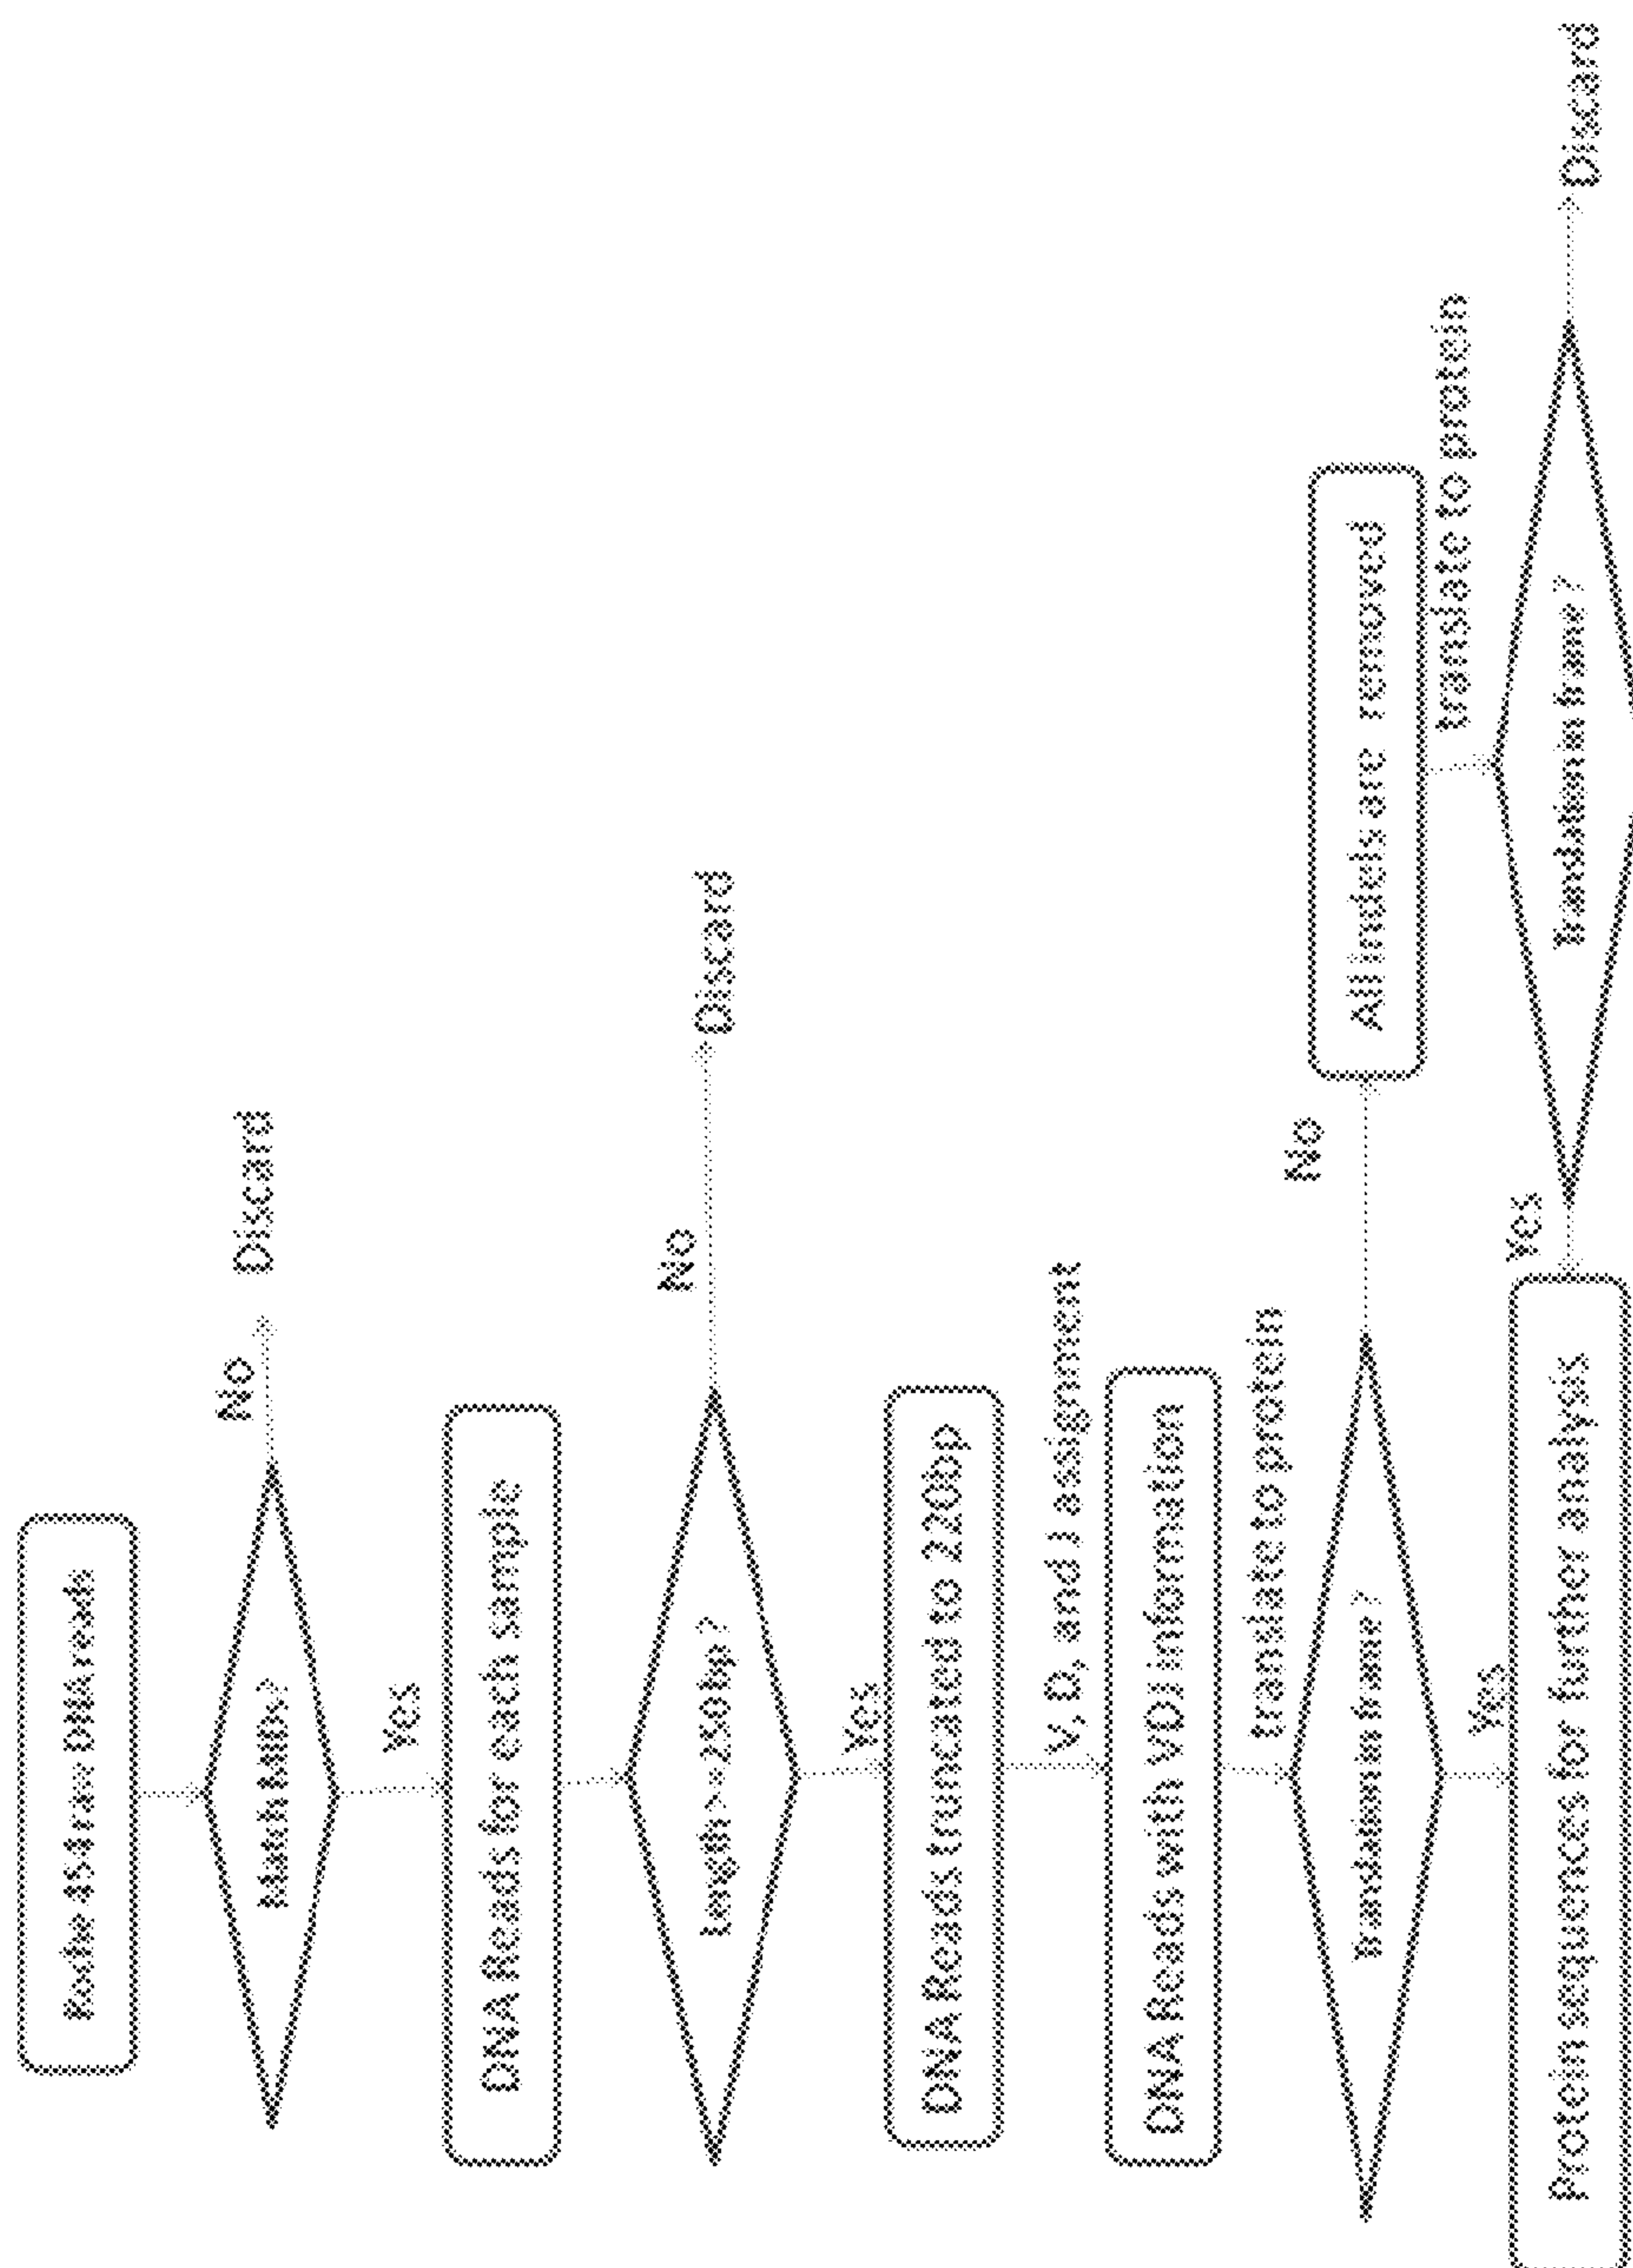 Roche 454 raw DNA reads
Match MIDs?
No
Discard
Yes
DNA Reads for each sample
Length >= 250bp?
No
Discard
Yes
DNA Reads truncated to 220bp
V, D, and J assignment
DNA Reads with VDJ information
translate to protein
Translation in frame?
No
All indels are removed
translate to protein
Yes
Translation in frame?
Discard
Yes
Protein sequences for further analysis